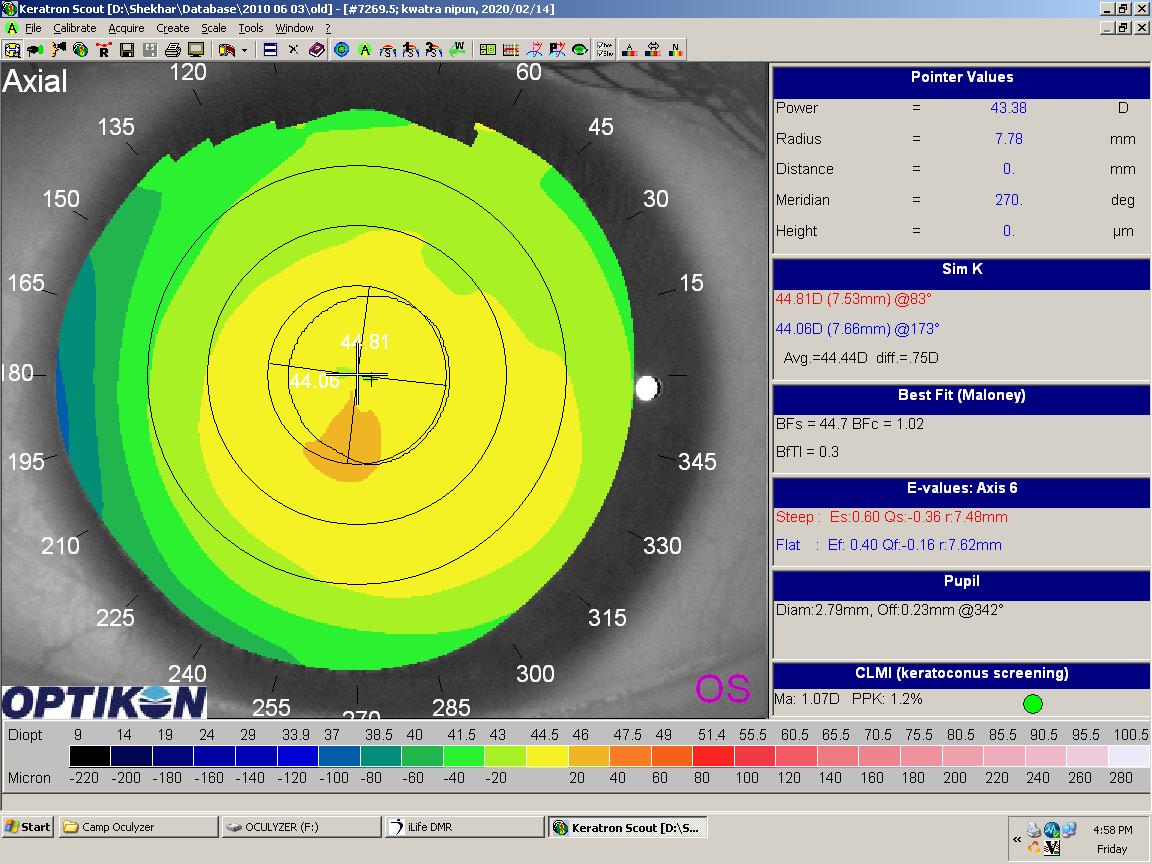 Keratron Scout [D:\Shekhar\Database\2010 06 03\old] - [#7269.5; kwatra nipun, 2020/02/14]
File Calibrate Acquire Create Scale Tools Window ?
Axial
120
60
135
45
150
30
165
15
180
195
345
210
330
225
315
240
300
255
270
285
44.81
44.06
OS
OPTIKON
Pointer Values
Power = 43.38 D
Radius = 7.78 mm
Distance = 0. mm
Meridian = 270. deg
Height = 0. µm
Sim K
44.81D (7.53mm) @83°
44.06D (7.66mm) @173°
Avg.=44.44D diff.=.75D
Best Fit (Maloney)
BFs = 44.7 BFc = 1.02
BfTI = 0.3
E-values: Axis 6
Steep : Es:0.60 Qs:-0.36 r:7.48mm
Flat : Ef: 0.40 Qf:-0.16 r:7.62mm
Pupil
Diam:2.79mm, Off:0.23mm @342°
CLMI (keratoconus screening)
Ma: 1.07D PPK: 1.2%
Diopt 9 14 19 24 29 33.9 37 38.5 40 41.5 43 44.5 46 47.5 49 51.4 55.5 60.5 65.5 70.5 75.5 80.5 85.5 90.5 95.5 100.5
Micron -220 -200 -180 -160 -140 -120 -100 -80 -60 -40 -20 20 40 60 80 100 120 140 160 180 200 220 240 260 280
Start Camp Oculyzer OCULYZER (F:) iLife DMR Keratron Scout [D:\S...
4:58 PM
Friday